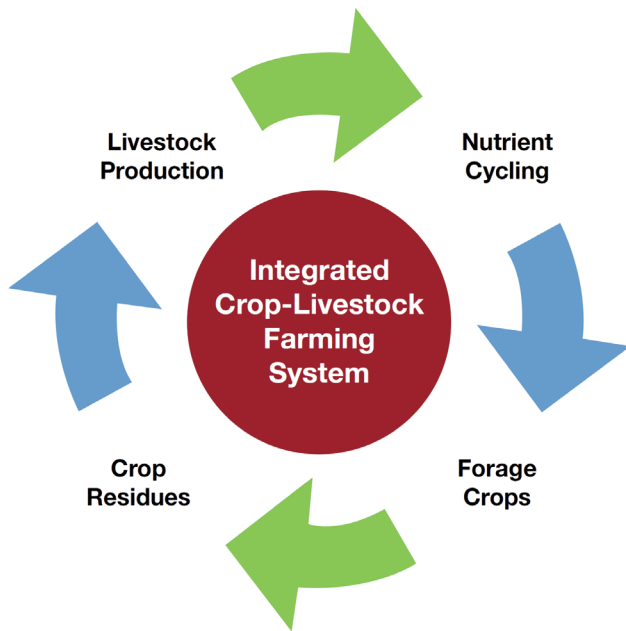 Livestock
Production
Nutrient
Cycling
Integrated
Crop-Livestock
Farming
System
Crop
Residues
Forage
Crops